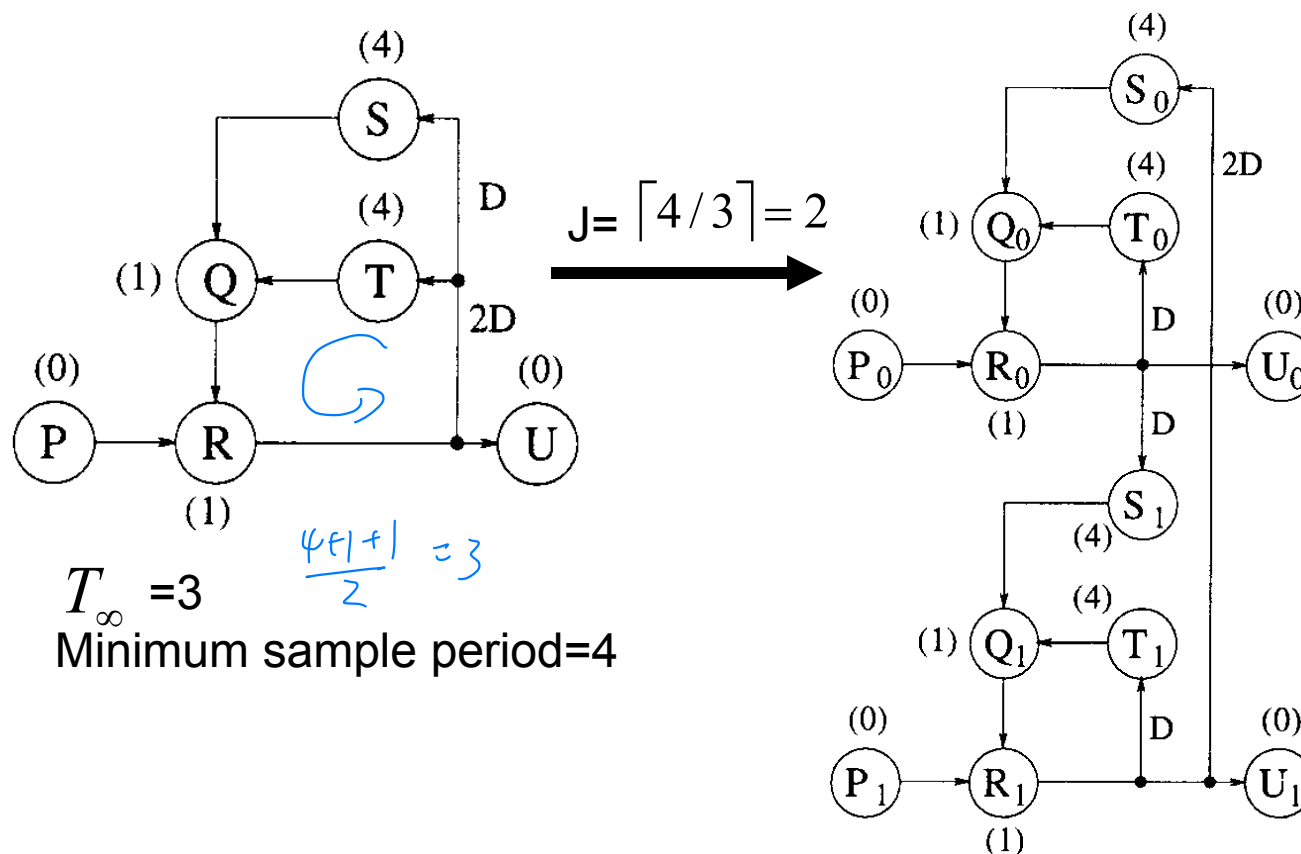 (4)
S
D
(4)
(1) Q T
2D
(0) (0)
P R U
(1)
4+1+1
2
=3
T∞ =3
Minimum sample period=4
J= ⌈4/3⌉=2
(4)
S0
2D
(4)
(1) Q0 T0
D
(0) (0)
P0 R0 U0
(1)
D
S1
(4)
(4)
(1) Q1 T1
D
(0) (0)
P1 R1 U1
(1)